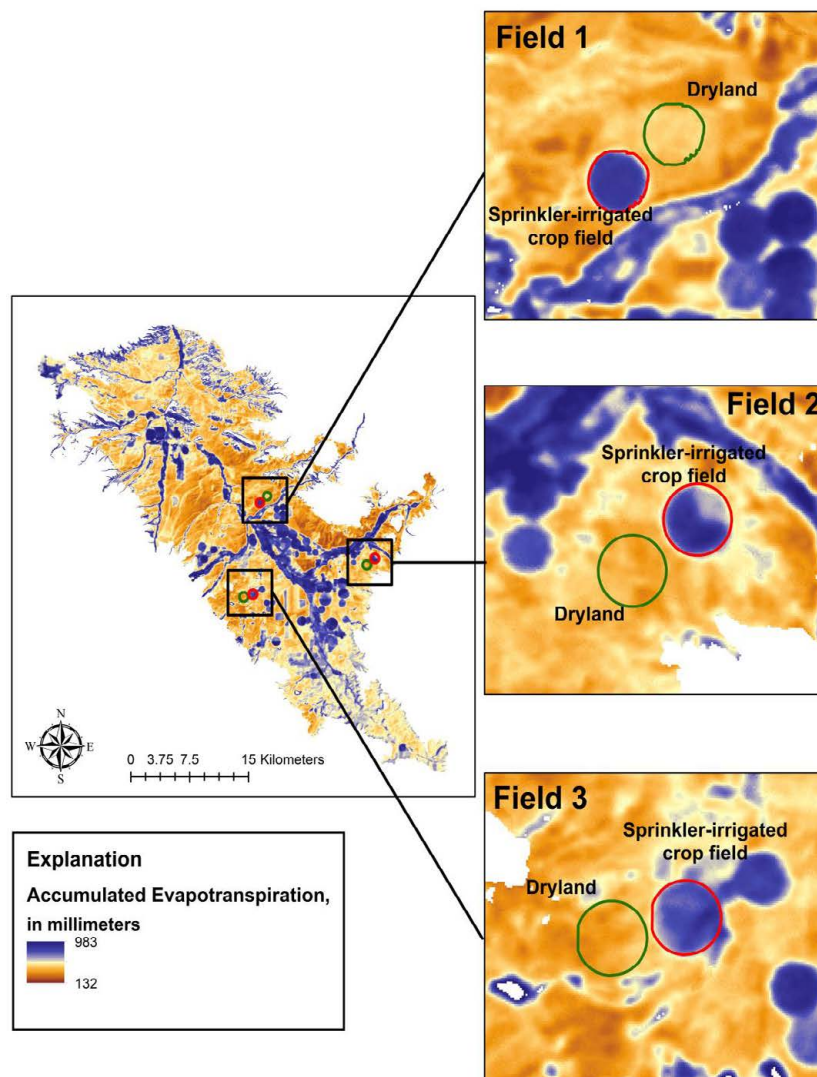 Field 1
Dryland
Sprinkler-irrigated
crop field
Field 2
Sprinkler-irrigated
crop field
Dryland
Field 3
Sprinkler-irrigated
crop field
Dryland
N
W E
S
0 3.75 7.5 15 Kilometers
Explanation
Accumulated Evapotranspiration,
in millimeters
983
132